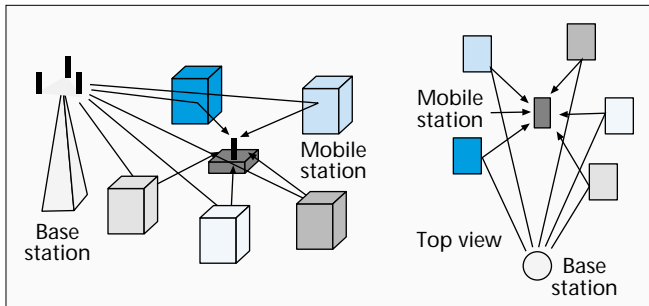 Base
station
Mobile
station
Mobile
station
Top view
Base
station